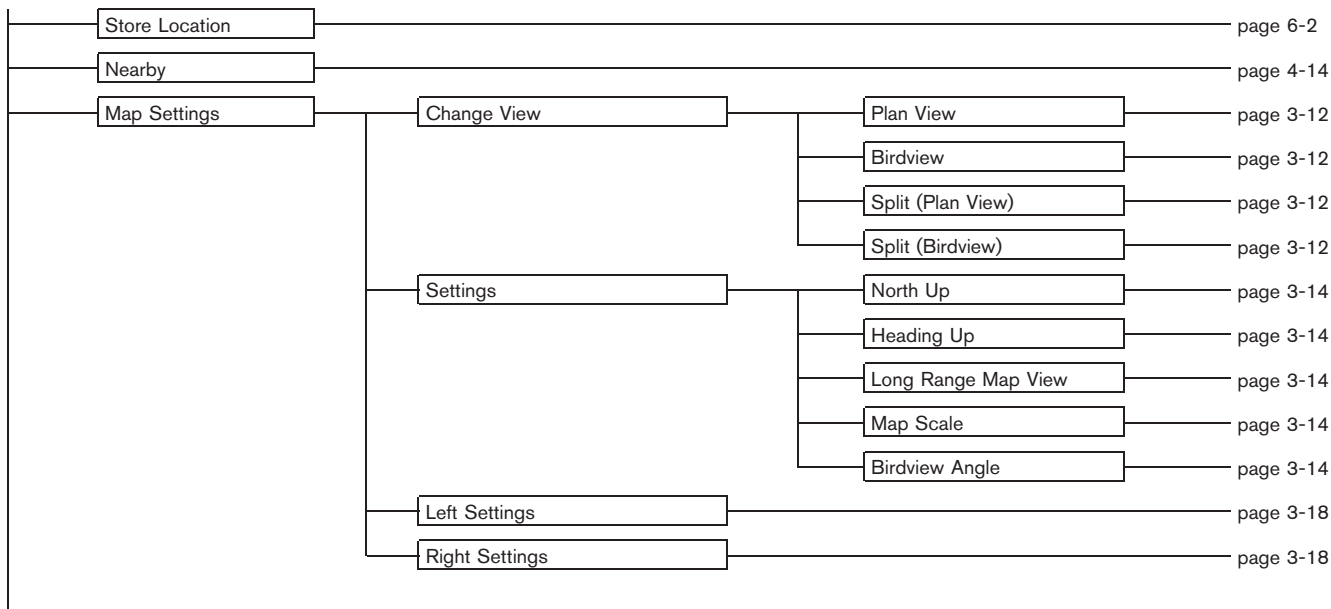 Store Location page 6-2
Nearby page 4-14
Map Settings Change View Plan View page 3-12
Birdview page 3-12
Split (Plan View) page 3-12
Split (Birdview) page 3-12
Settings North Up page 3-14
Heading Up page 3-14
Long Range Map View page 3-14
Map Scale page 3-14
Birdview Angle page 3-14
Left Settings page 3-18
Right Settings page 3-18